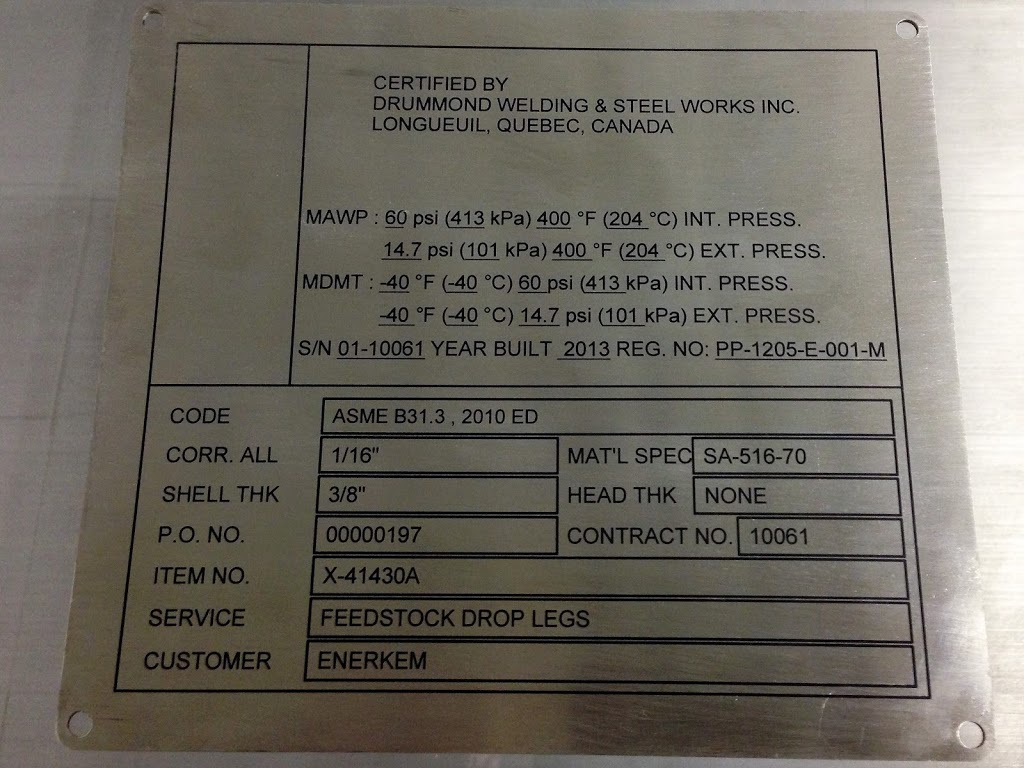 CERTIFIED BY
DRUMMOND WELDING & STEEL WORKS INC.
LONGUEUIL, QUEBEC, CANADA
MAWP : 60 psi (413 kPa) 400 °F (204 °C) INT. PRESS.
14.7 psi (101 kPa) 400 °F (204 °C) EXT. PRESS.
MDMT : -40 °F (-40 °C) 60 psi (413 kPa) INT. PRESS.
-40 °F (-40 °C) 14.7 psi (101 kPa) EXT. PRESS.
S/N 01-10061 YEAR BUILT 2013 REG. NO: PP-1205-E-001-M
CODE ASME B31.3 , 2010 ED
CORR. ALL 1/16" MAT'L SPEC SA-516-70
SHELL THK 3/8" HEAD THK NONE
P.O. NO. 00000197 CONTRACT NO. 10061
ITEM NO. X-41430A
SERVICE FEEDSTOCK DROP LEGS
CUSTOMER ENERKEM